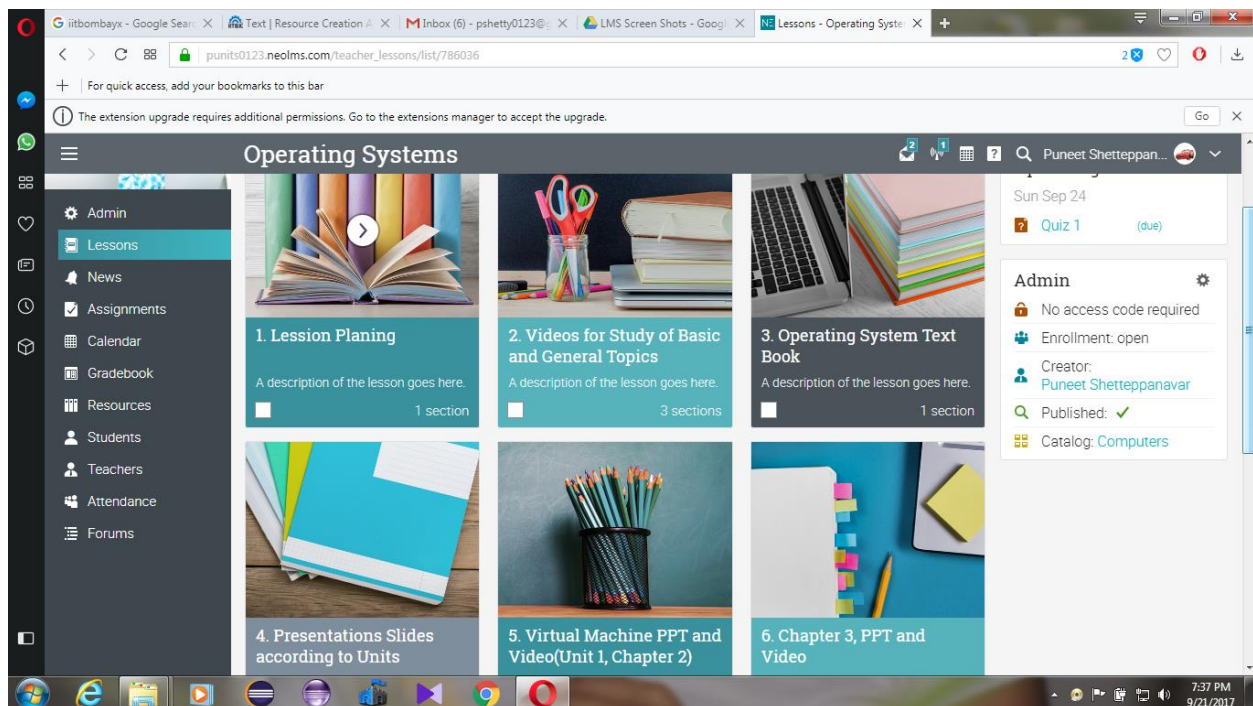 iitbombayx - Google Searc
Text | Resource Creation A
Inbox (6) - pshetty0123@
LMS Screen Shots - Googl
NE Lessons - Operating Syste
punits0123.neolms.com/teacher_lessons/list/786036
2
For quick access, add your bookmarks to this bar
The extension upgrade requires additional permissions. Go to the extensions manager to accept the upgrade.
Go
Operating Systems
2
1
?
Puneet Shetteppan...
Admin
Lessons
News
Assignments
Calendar
Gradebook
Resources
Students
Teachers
Attendance
Forums
1. Lession Planing
A description of the lesson goes here.
1 section
2. Videos for Study of Basic
and General Topics
A description of the lesson goes here.
3 sections
3. Operating System Text
Book
A description of the lesson goes here.
1 section
4. Presentations Slides
according to Units
5. Virtual Machine PPT and
Video(Unit 1, Chapter 2)
6. Chapter 3, PPT and
Video
Sun Sep 24
Quiz 1 (due)
Admin
No access code required
Enrollment: open
Creator:
Puneet Shetteppanavar
Published:
Catalog: Computers
7:37 PM
9/21/2017